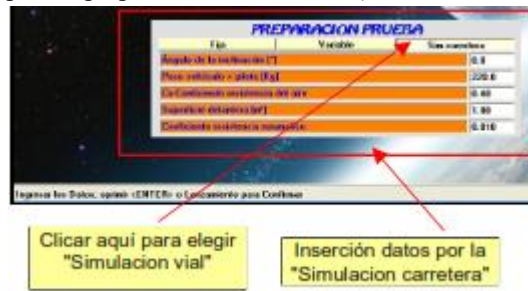 PREPARACION PRUEBA
Fija Variable Sim carretera
Angulo de la inclinación [°] 0.0
Peso vehículo + piloto [Kg] 220.0
Cx Coeficiente resistencia del aire 0.40
Superficie delantera [m²] 1.00
Coeficiente resistencia neumático 0.010
Ingresar los Datos, oprimir <ENTER> o Lanzamiento para Confirmar
Clicar aquí para elegir
"Simulacion vial"
Inserción datos por la
"Simulacion carretera"